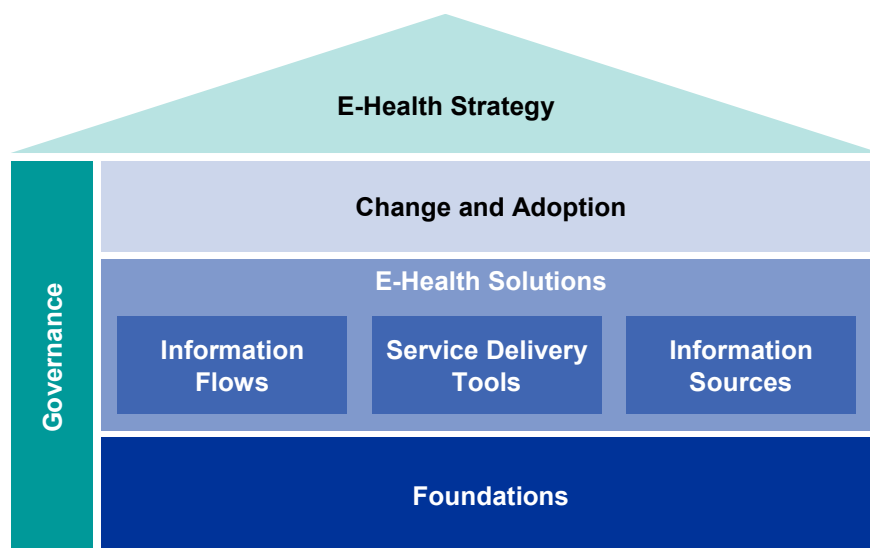 E-Health Strategy
Governance
Change and Adoption
E-Health Solutions
Information
Flows
Service Delivery
Tools
Information
Sources
Foundations